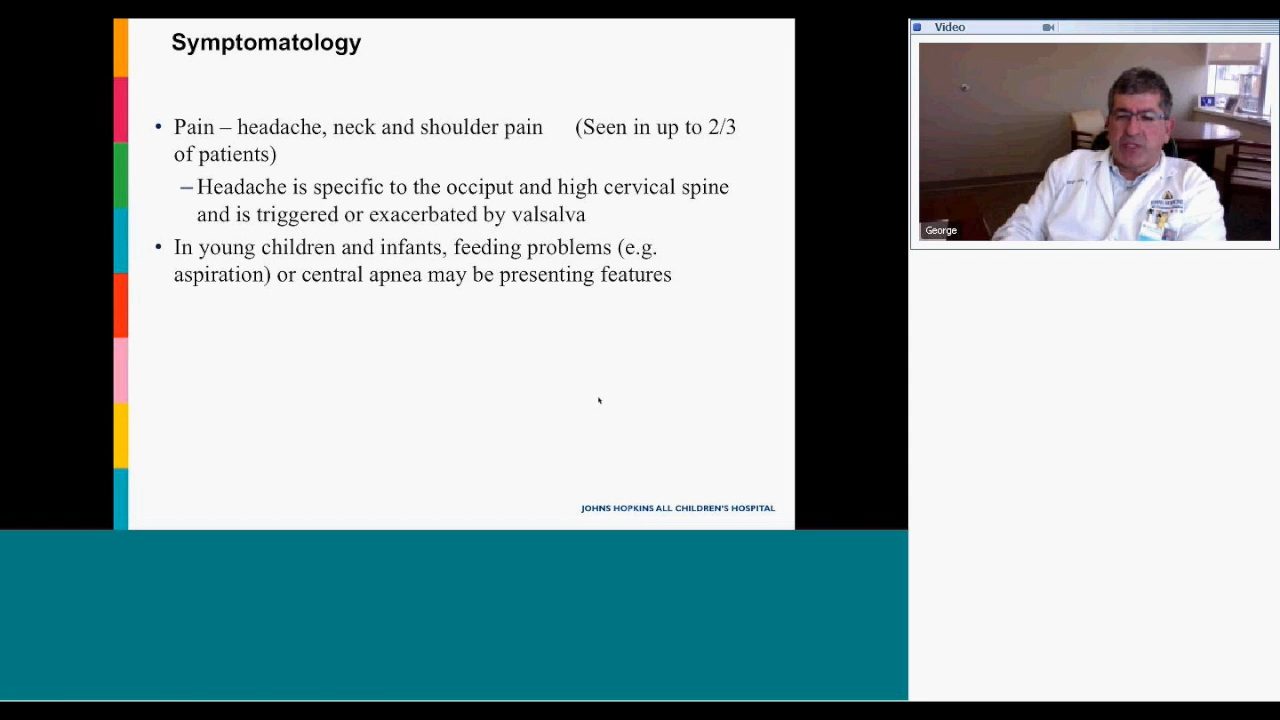 Symptomatology
• Pain – headache, neck and shoulder pain (Seen in up to 2/3
of patients)
– Headache is specific to the occiput and high cervical spine
and is triggered or exacerbated by valsalva
• In young children and infants, feeding problems (e.g.
aspiration) or central apnea may be presenting features
JOHNS HOPKINS ALL CHILDREN'S HOSPITAL
Video
George